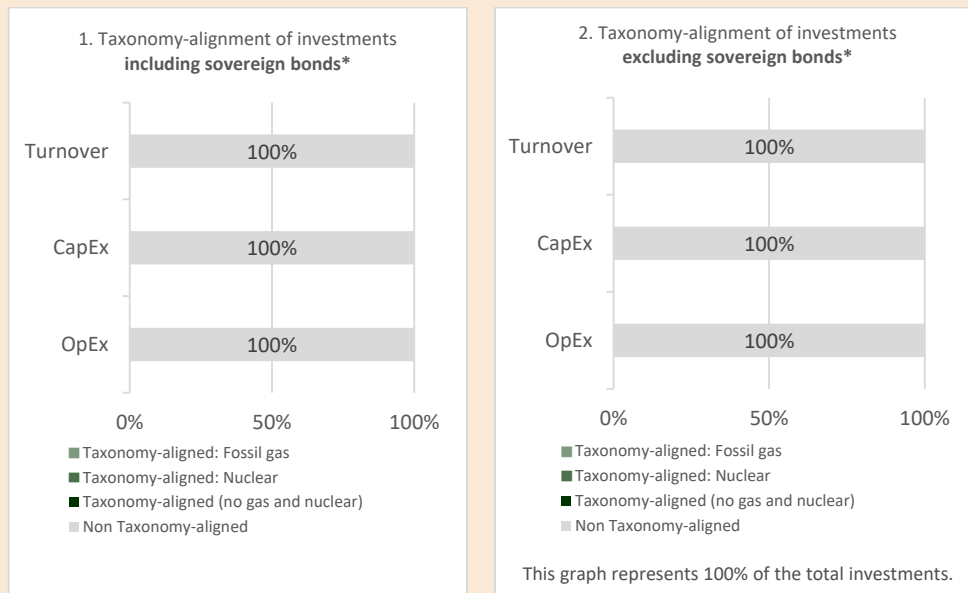 1. Taxonomy-alignment of investments
including sovereign bonds*
Turnover
100%
CapEx
100%
OpEx
100%
0%
50%
100%
Taxonomy-aligned: Fossil gas
Taxonomy-aligned: Nuclear
Taxonomy-aligned (no gas and nuclear)
Non Taxonomy-aligned
2. Taxonomy-alignment of investments
excluding sovereign bonds*
Turnover
100%
CapEx
100%
OpEx
100%
0%
50%
100%
Taxonomy-aligned: Fossil gas
Taxonomy-aligned: Nuclear
Taxonomy-aligned (no gas and nuclear)
Non Taxonomy-aligned
This graph represents 100% of the total investments.